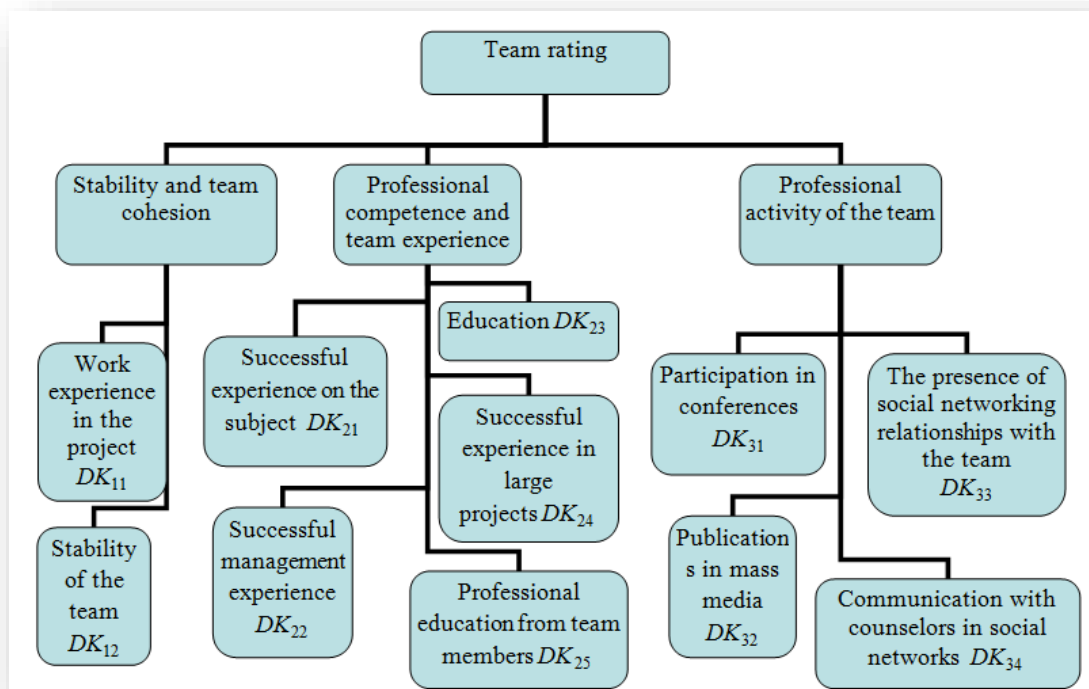 Team rating
Stability and team
cohesion
Professional
competence and
team experience
Professional
activity of the team
Work
experience
in the
project
DK₁₁
Stability
of the
team
DK₁₂
Successful
experience on the
subject DK₂₁
Successful
management
experience
DK₂₂
Education DK₂₃
Successful
experience in
large
projects DK₂₄
Professional
education from team
members DK₂₅
Participation in
conferences
DK₃₁
Publication
s in mass
media
DK₃₂
The presence of
social networking
relationships with
the team
DK₃₃
Communication with
counselors in social
networks DK₃₄